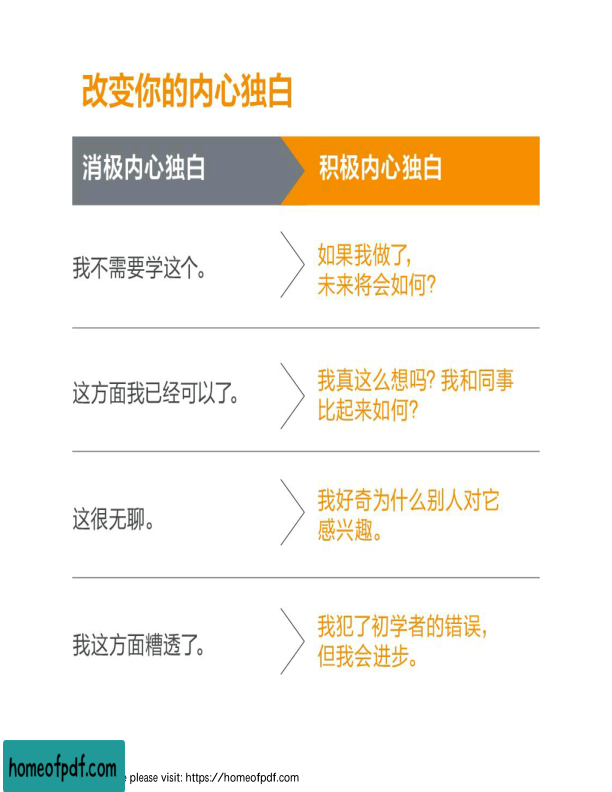 改变你的内心独白
消极内心独白
积极内心独白
我不需要学这个。
如果我做了,
未来将会如何?
这方面我已经可以了。
我真这么想吗? 我和同事
比起来如何?
这很无聊。
我好奇为什么别人对它
感兴趣。
我这方面糟透了。
我犯了初学者的错误,
但我会进步。
homeofpdf.com
please visit: https://homeofpdf.com